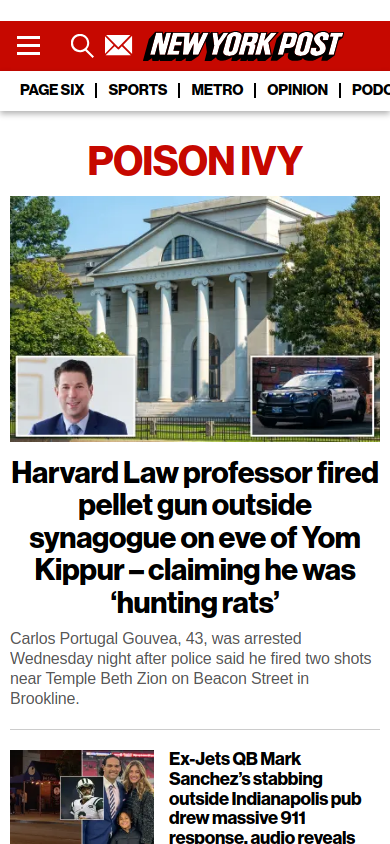 NEW YORK POST
PAGE SIX
SPORTS
METRO
OPINION
PODC
POISON IVY
Harvard Law professor fired
pellet gun outside
synagogue on eve of Yom
Kippur – claiming he was
‘hunting rats’
Carlos Portugal Gouvea, 43, was arrested
Wednesday night after police said he fired two shots
near Temple Beth Zion on Beacon Street in
Brookline.
Ex-Jets QB Mark
Sanchez’s stabbing
outside Indianapolis pub
drew massive 911
response, audio reveals